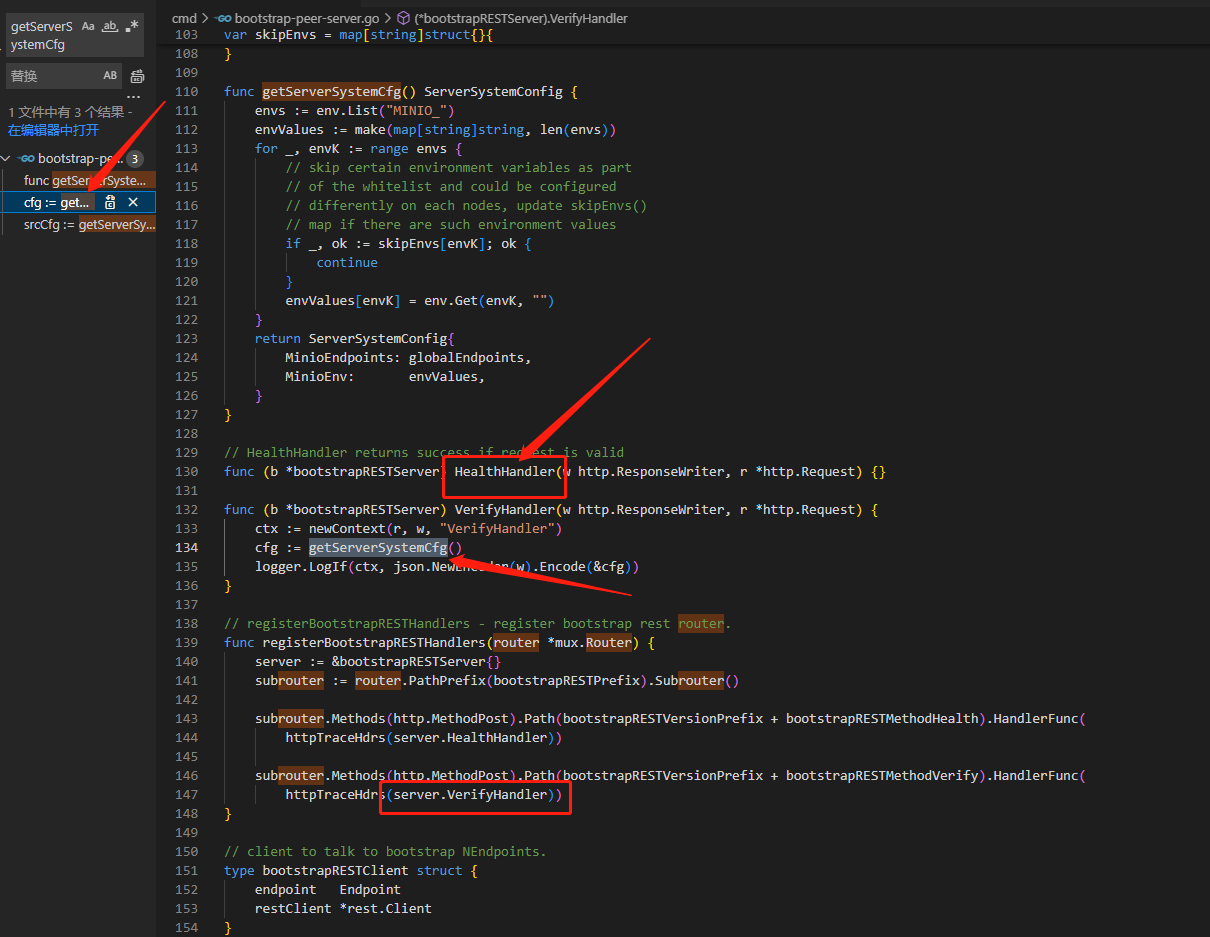 getServerS
ystemCfg
Aa ab .*
替换
AB
...
1 文件中有 3 个结果 -
在编辑器中打开
bootstrap-pe... 3
func getServerSyste...
cfg := get...
srcCfg := getServerSy...
cmd > bootstrap-peer-server.go > (*bootstrapRESTServer).VerifyHandler
103 var skipEnvs = map[string]struct{}{
108 }
109
110 func getServerSystemCfg() ServerSystemConfig {
111 envs := env.List("MINIO_")
112 envValues := make(map[string]string, len(envs))
113 for _, envK := range envs {
114 // skip certain environment variables as part
115 // of the whitelist and could be configured
116 // differently on each nodes, update skipEnvs()
117 // map if there are such environment values
118 if _, ok := skipEnvs[envK]; ok {
119 continue
120 }
121 envValues[envK] = env.Get(envK, "")
122 }
123 return ServerSystemConfig{
124 MinioEndpoints: globalEndpoints,
125 MinioEnv: envValues,
126 }
127 }
128
129 // HealthHandler returns success if request is valid
130 func (b *bootstrapRESTServer) HealthHandler(w http.ResponseWriter, r *http.Request) {}
131
132 func (b *bootstrapRESTServer) VerifyHandler(w http.ResponseWriter, r *http.Request) {
133 ctx := newContext(r, w, "VerifyHandler")
134 cfg := getServerSystemCfg()
135 logger.LogIf(ctx, json.NewEncoder(w).Encode(&cfg))
136 }
137
138 // registerBootstrapRESTHandlers - register bootstrap rest router.
139 func registerBootstrapRESTHandlers(router *mux.Router) {
140 server := &bootstrapRESTServer{}
141 subrouter := router.PathPrefix(bootstrapRESTPrefix).Subrouter()
142
143 subrouter.Methods(http.MethodPost).Path(bootstrapRESTVersionPrefix + bootstrapRESTMethodHealth).HandlerFunc(
144 httpTraceHdrs(server.HealthHandler))
145
146 subrouter.Methods(http.MethodPost).Path(bootstrapRESTVersionPrefix + bootstrapRESTMethodVerify).HandlerFunc(
147 httpTraceHdrs(server.VerifyHandler))
148 }
149
150 // client to talk to bootstrap NEndpoints.
151 type bootstrapRESTClient struct {
152 endpoint Endpoint
153 restClient *rest.Client
154 }